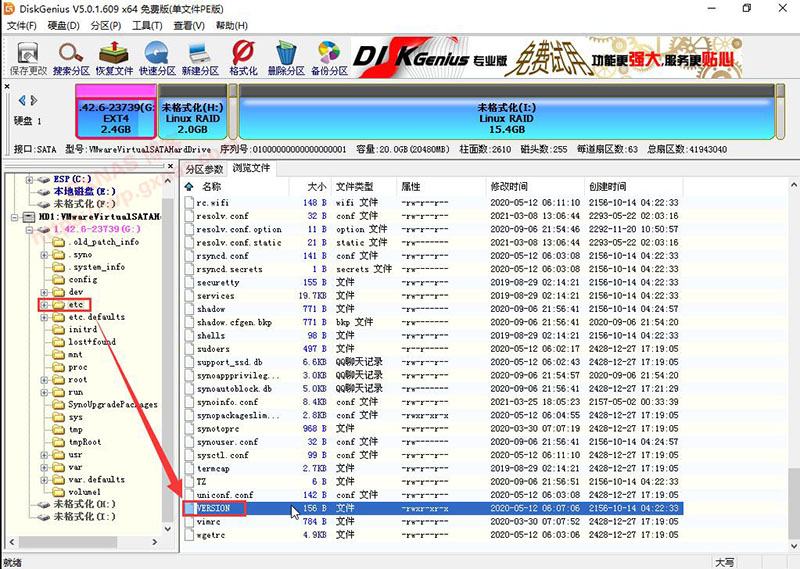 DiskGenius V5.0.1.609 x64 免费版(单文件PE版)
文件(F) 硬盘(D) 分区(P) 工具(T) 查看(V) 帮助(H)
保存更改 搜索分区 恢复文件 快速分区 新建分区 格式化 删除分区 备份分区
DISK Genius 专业版 免费试用 功能更强大,服务更贴心
硬盘 1
.42.6-23739(G:
EXT4
2.4GB
未格式化(H:)
Linux RAID
2.0GB
未格式化(I:)
Linux RAID
15.4GB
接口:SATA 型号:VMwareVirtualSATAHardDrive 序列号:01000000000000000001 容量:20.0GB(20480MB) 柱面数:2610 磁头数:255 每道扇区数:63 总扇区数:41943040
ESP(C:)
本地磁盘(E:)
未格式化(F:)
HD1:VMwareVirtualSATAH
1.42.6-23739(G:)
.old_patch_info
.syno
.system_info
config
dev
etc
etc.defaults
initrd
lost+found
mnt
proc
root
run
SynoUpgradePackages
sys
tmp
tmpRoot
usr
var
var.defaults
volume1
未格式化(H:)
未格式化(I:)
分区参数 浏览文件
名称 大小 文件类型 属性 修改时间 创建时间
rc.wifi 148 B wifi 文件 -rw-r--r-- 2020-05-12 06:11:10 2156-10-14 04:22:33
resolv.conf 32 B conf 文件 -rw-r--r-- 2021-03-08 13:06:44 2293-05-22 02:03:16
resolv.conf.option 11 B option 文件 -rw-r--r-- 2020-09-06 21:54:46 2292-11-20 10:50:57
resolv.conf.static 21 B static 文件 -rw-r--r-- 2021-03-08 13:06:44 2293-05-22 02:03:16
rsyncd.conf 141 B conf 文件 -rw-r--r-- 2020-05-12 06:03:08 2156-10-14 04:22:33
rsyncd.secrets 1 B secrets 文件 -rw------- 2020-05-12 06:03:08 2156-10-14 04:22:33
securetty 155 B 文件 -rw-r--r-- 2019-08-29 02:14:21 2156-10-14 04:22:33
services 19.7KB 文件 -rw-r--r-- 2019-08-29 02:14:21 2156-10-14 04:22:33
shadow 771 B 文件 -rw------- 2020-09-06 21:56:41 2156-10-14 04:24:57
shadow.cfgen.bkp 771 B bkp 文件 -rw------- 2020-09-06 21:56:41 2020-09-06 21:54:20
shells 98 B 文件 -rw-r--r-- 2019-08-29 02:14:21 2156-10-14 04:22:33
sudoers 497 B 文件 -rw-r--r-- 2020-05-12 06:02:17 2428-12-27 17:19:05
support_ssd.db 6.6KB QQ聊天记录 -rw-r--r-- 2020-05-12 06:02:43 2428-12-27 17:19:05
synoappprivileg... 3.0KB QQ聊天记录 -rw-r--r-- 2020-09-06 21:54:57 2020-09-06 21:54:20
synoautoblock.db 5.0KB QQ聊天记录 -rw------- 2020-09-06 21:56:41 2428-12-27 17:21:29
synoinfo.conf 8.4KB conf 文件 -rw-r--r-- 2021-03-25 18:05:23 2157-05-02 00:33:39
synopackageslim... 2.8KB conf 文件 -rwxr-xr-x 2020-05-12 06:04:55 2428-12-27 17:19:05
synotoprc 968 B 文件 -rw-r--r-- 2020-03-30 07:07:19 2428-12-27 17:19:05
synouser.conf 32 B conf 文件 -rw-r--r-- 2020-09-06 21:56:41 2156-10-14 04:24:57
sysctl.conf 99 B conf 文件 -rw-r--r-- 2020-05-12 06:03:08 2428-12-27 17:19:05
termcap 2.7KB 文件 -rw-r--r-- 2019-08-29 02:14:21 2428-12-27 17:19:05
TZ 6 B 文件 -rw-r--r-- 2020-09-06 21:56:51 2156-10-14 04:22:33
uniconf.conf 142 B conf 文件 -rw-r--r-- 2020-05-12 06:03:08 2428-12-27 17:19:05
VERSION 156 B 文件 -rwxr-xr-x 2020-05-12 06:07:06 2156-10-14 04:22:33
vimrc 784 B 文件 -rw-r--r-- 2020-03-30 07:07:52 2428-12-27 17:19:05
wgetrc 4.9KB 文件 -rw-r--r-- 2020-05-12 06:03:08 2428-12-27 17:19:05
就绪 大写